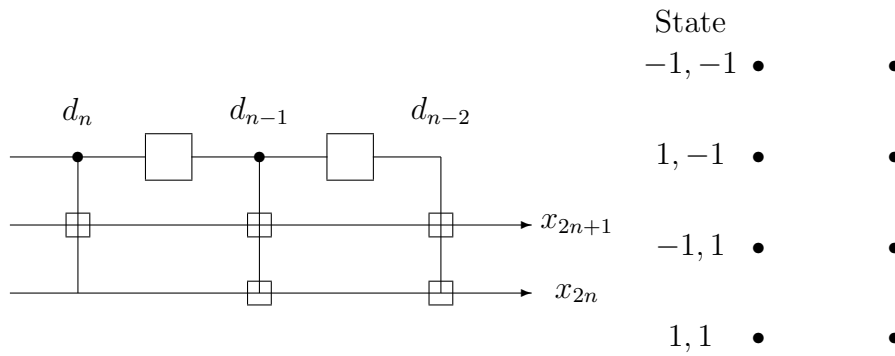 State
−1, −1
d_n d_{n−1} d_{n−2}
1, −1
x_{2n+1}
−1, 1
x_{2n}
1, 1